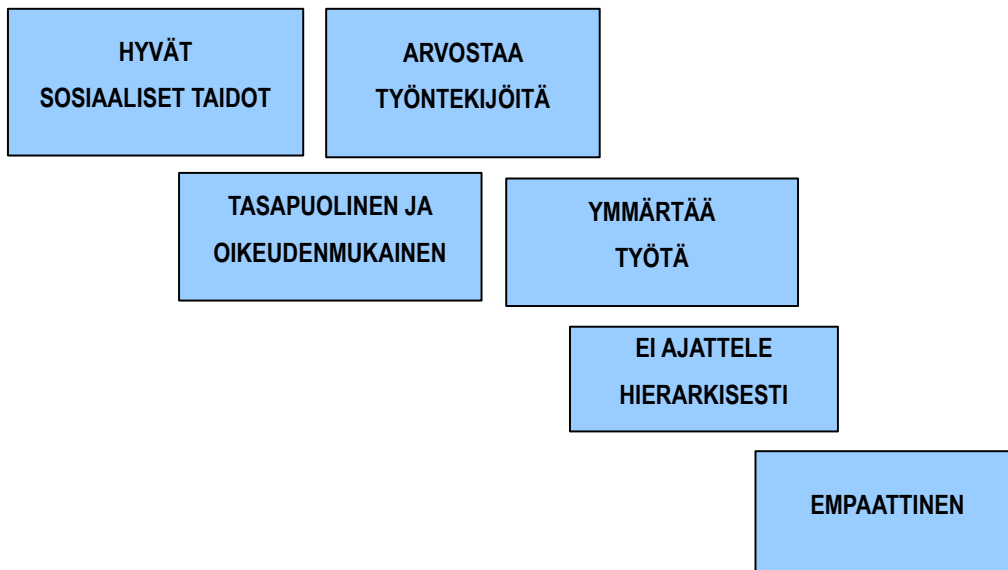 HYVÄT
SOSIAALISET TAIDOT
ARVOSTAA
TYÖNTEKIJÖITÄ
TASAPUOLINEN JA
OIKEUDENMUKAINEN
YMMÄRTÄÄ
TYÖTÄ
EI AJATTELE
HIERARKISESTI
EMPAATTINEN